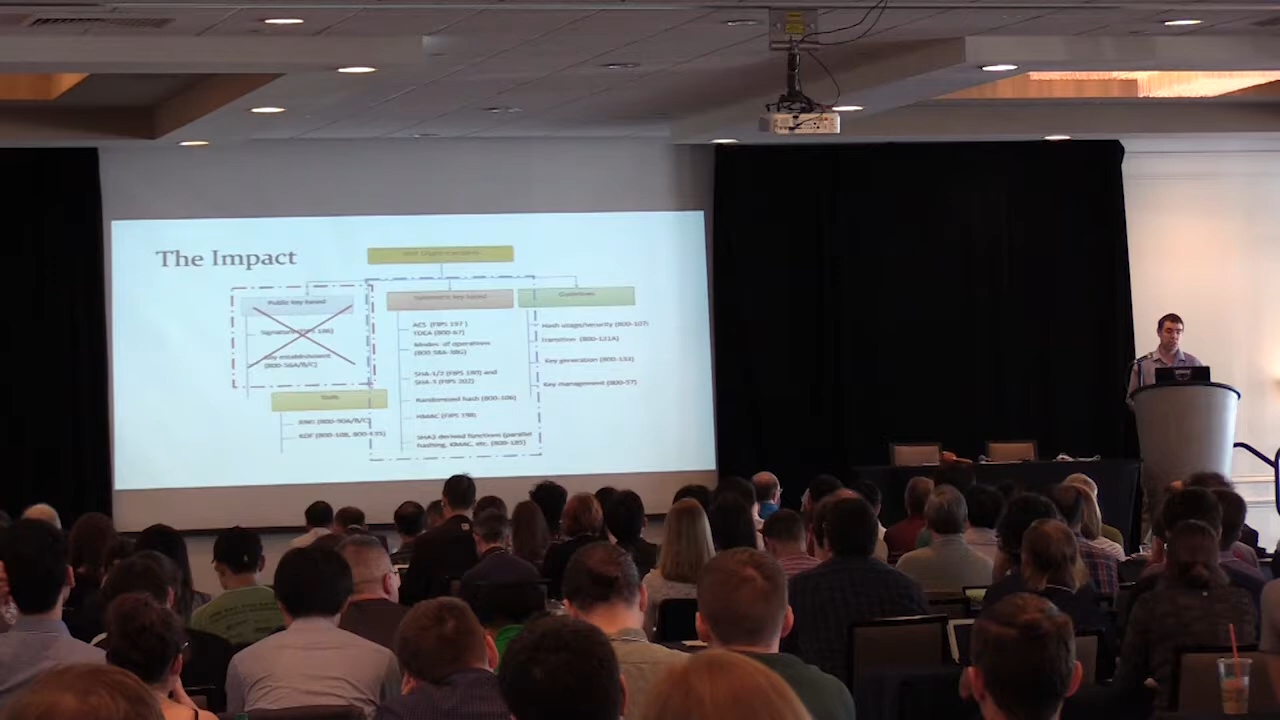 The Impact
NIST Crypto Standards
Public key based
Signature (FIPS 186)
Key establishment
(800-56A/B/C)
Tools
RNG (800-90A/B/C)
KDF (800-108, 800-135)
Symmetric key based
AES (FIPS 197 )
TDEA (800-67)
Modes of operations
(800 38A-38G)
SHA-1/2 (FIPS 180) and
SHA-3 (FIPS 202)
Randomized hash (800-106)
HMAC (FIPS 198)
SHA3 derived functions (parallel
hashing, KMAC, etc. (800-185)
Guidelines
Hash usage/security (800-107)
transition (800-131A)
Key generation (800-133)
Key management (800-57)